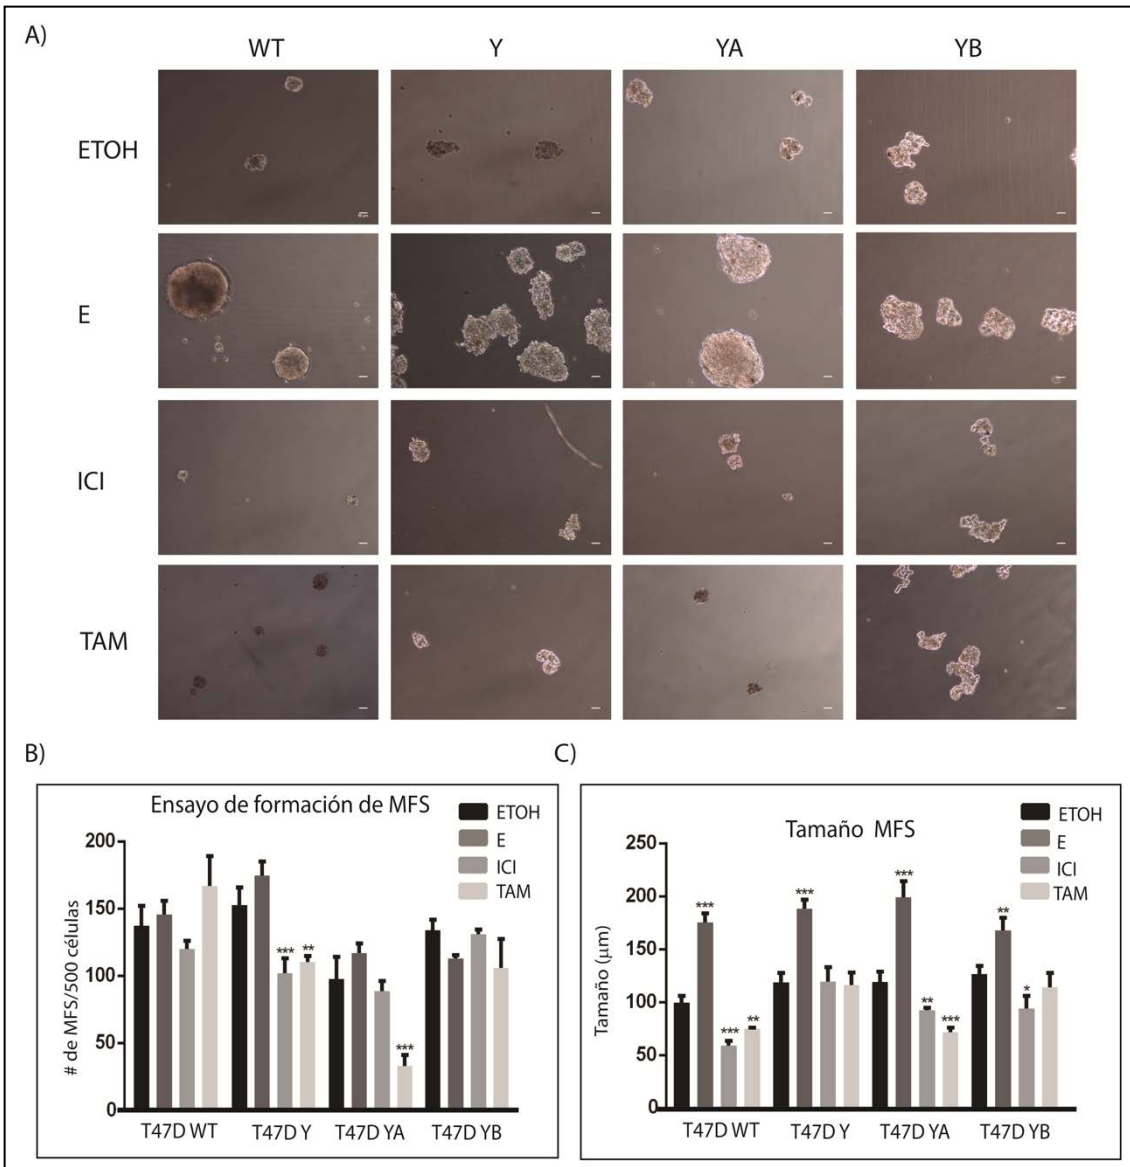 A)
WT Y YA YB
ETOH
E
ICI
TAM
B)
C)
Ensayo de formación de MFS
ETOH
E
ICI
TAM
200
150
100
50
0
# de MFS/500 células
*** **
***
T47D WT T47D Y T47D YA T47D YB
Tamaño MFS
ETOH
E
ICI
TAM
250
200
150
100
50
0
Tamaño (µm)
*** *** *** **
*** ** ** *** *
T47D WT T47D Y T47D YA T47D YB